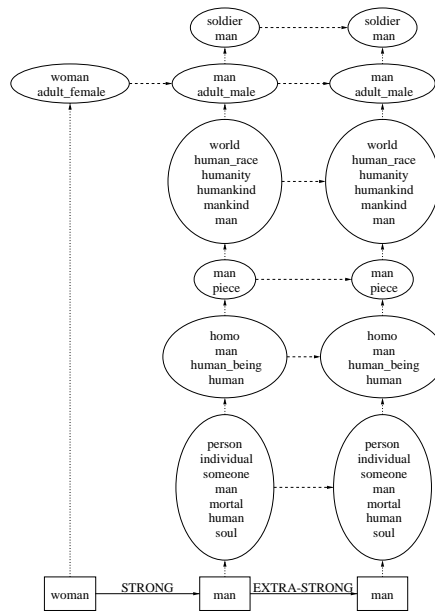 soldier
man
soldier
man
woman
adult_female
man
adult_male
man
adult_male
world
human_race
humanity
humankind
mankind
man
world
human_race
humanity
humankind
mankind
man
man
piece
man
piece
homo
man
human_being
human
homo
man
human_being
human
person
individual
someone
man
mortal
human
soul
person
individual
someone
man
mortal
human
soul
woman
STRONG
man
EXTRA-STRONG
man